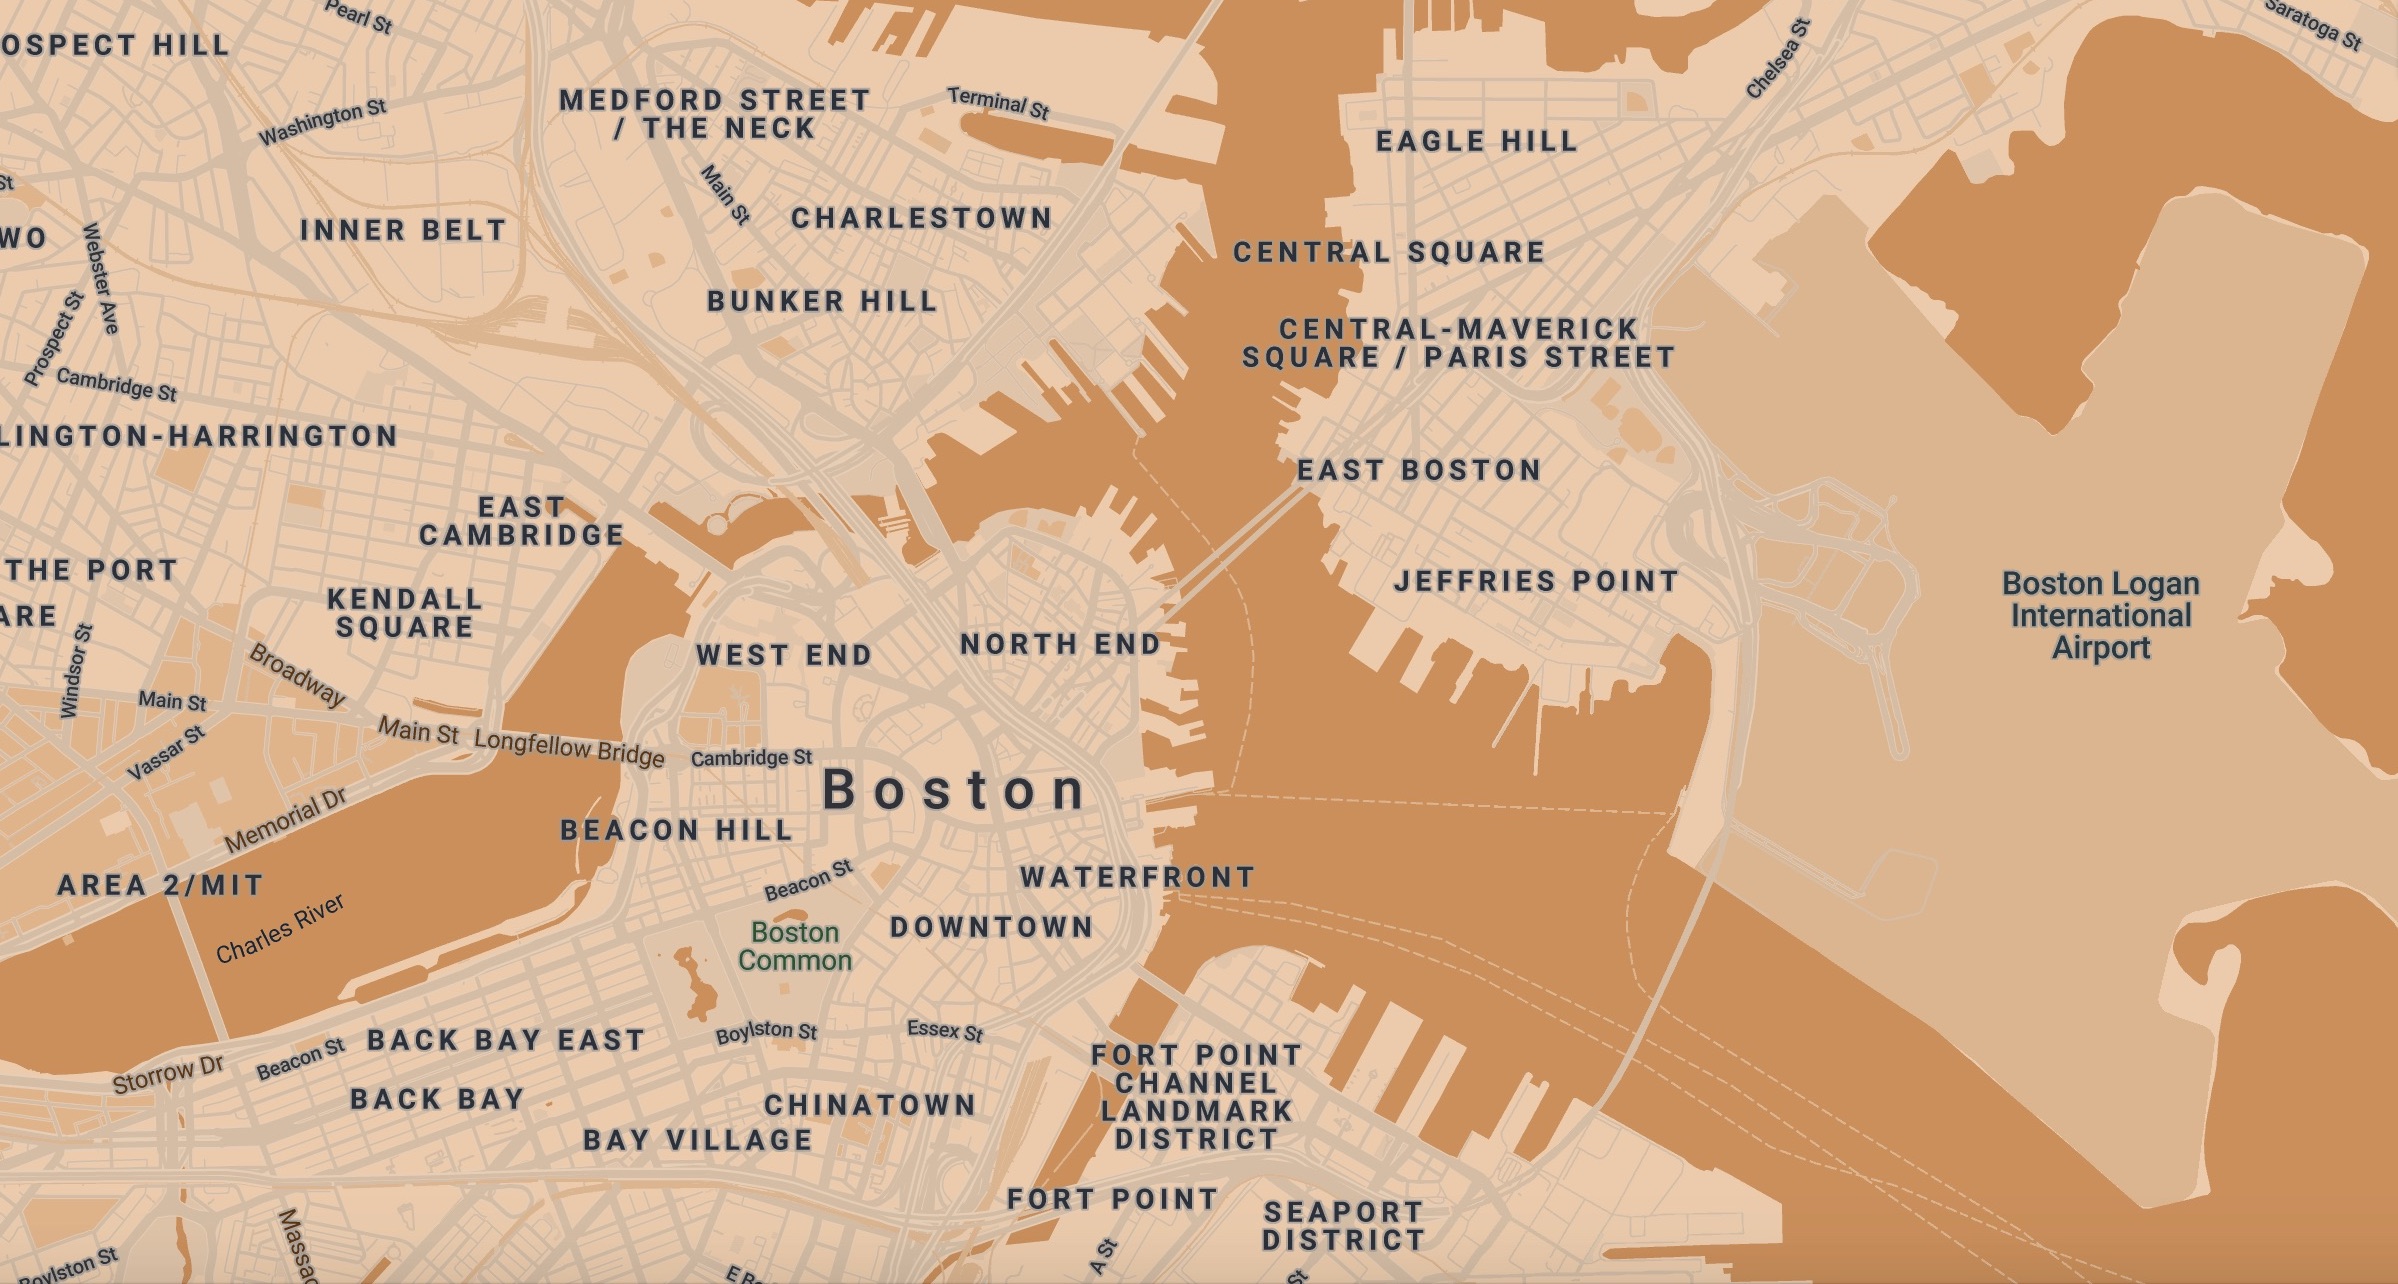 Pearl St
Saratoga St
OSPECT HILL
Chelsea St
MEDFORD STREET
/ THE NECK
Terminal St
Washington St
EAGLE HILL
St
Main St
CHARLESTOWN
INNER BELT
WO
Webster Ave
CENTRAL SQUARE
BUNKER HILL
Prospect St
CENTRAL-MAVERICK
SQUARE / PARIS STREET
Cambridge St
LINGTON-HARRINGTON
EAST BOSTON
EAST
CAMBRIDGE
THE PORT
JEFFRIES POINT
Boston Logan
International
Airport
KENDALL
SQUARE
ARE
Windsor St
NORTH END
WEST END
Broadway
Main St
Main St
Longfellow Bridge
Vassar St
Cambridge St
Boston
Memorial Dr
BEACON HILL
WATERFRONT
Beacon St
AREA 2/MIT
Charles River
DOWNTOWN
Boston
Common
Boylston St
Essex St
BACK BAY EAST
Beacon St
Storrow Dr
FORT POINT
CHANNEL
LANDMARK
DISTRICT
BACK BAY
CHINATOWN
BAY VILLAGE
FORT POINT
SEAPORT
DISTRICT
Massac
Boylston St
A St
St